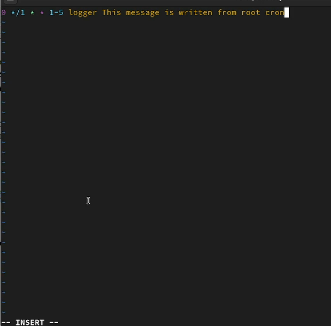 0 */1 * * 1-5 logger This message is written from root cron
-- INSERT --